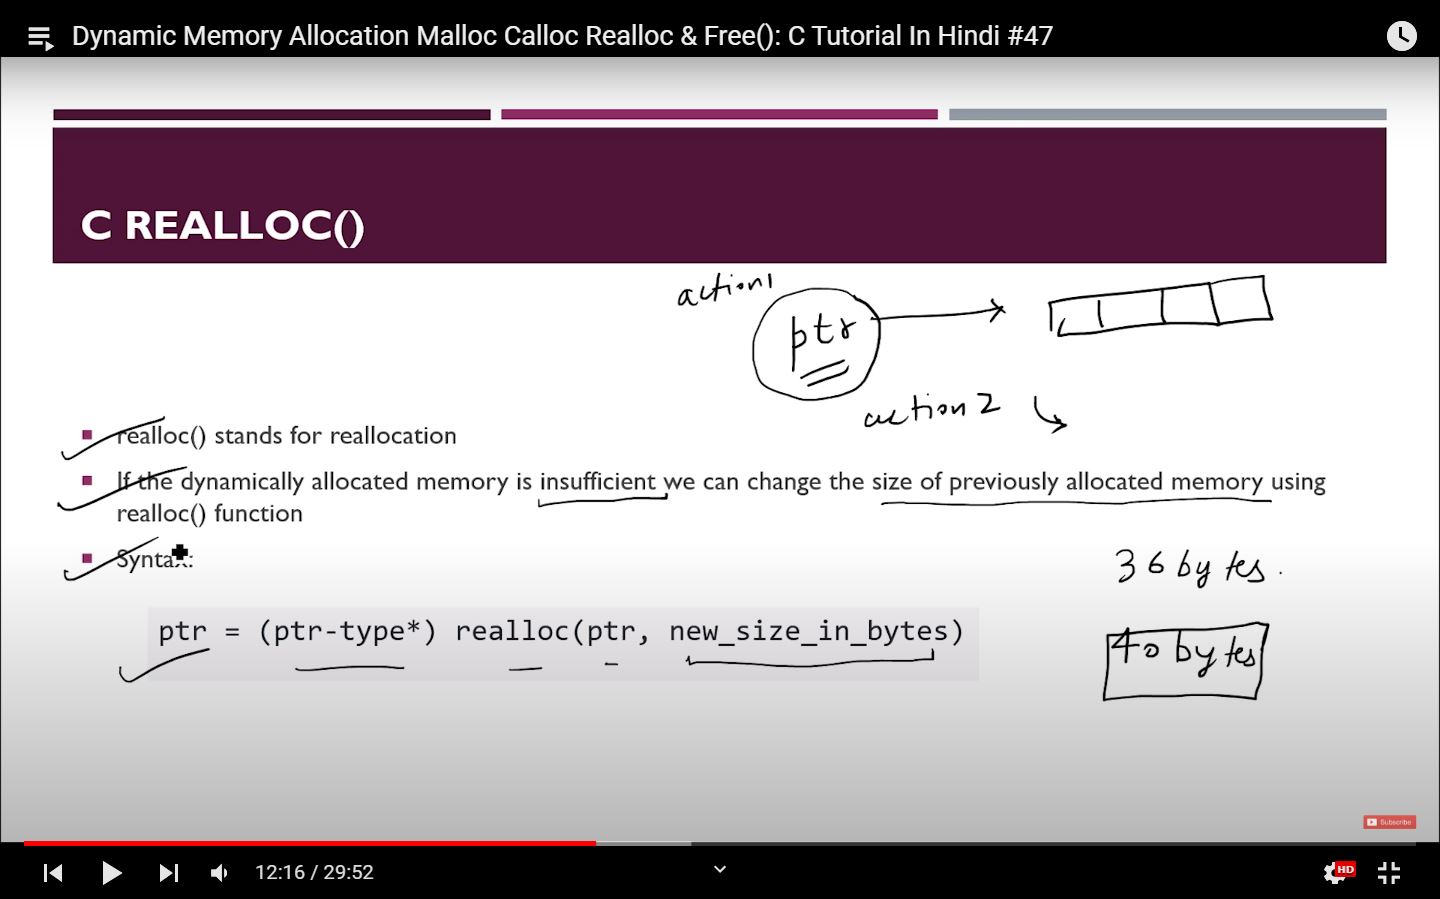 Dynamic Memory Allocation Malloc Calloc Realloc & Free(): C Tutorial In Hindi #47
C REALLOC()
action1
ptr
action 2
realloc() stands for reallocation
If the dynamically allocated memory is insufficient we can change the size of previously allocated memory using
realloc() function
Syntax:
36 bytes.
ptr = (ptr-type*) realloc(ptr, new_size_in_bytes)
40 bytes
Subscribe
12:16 / 29:52
HD